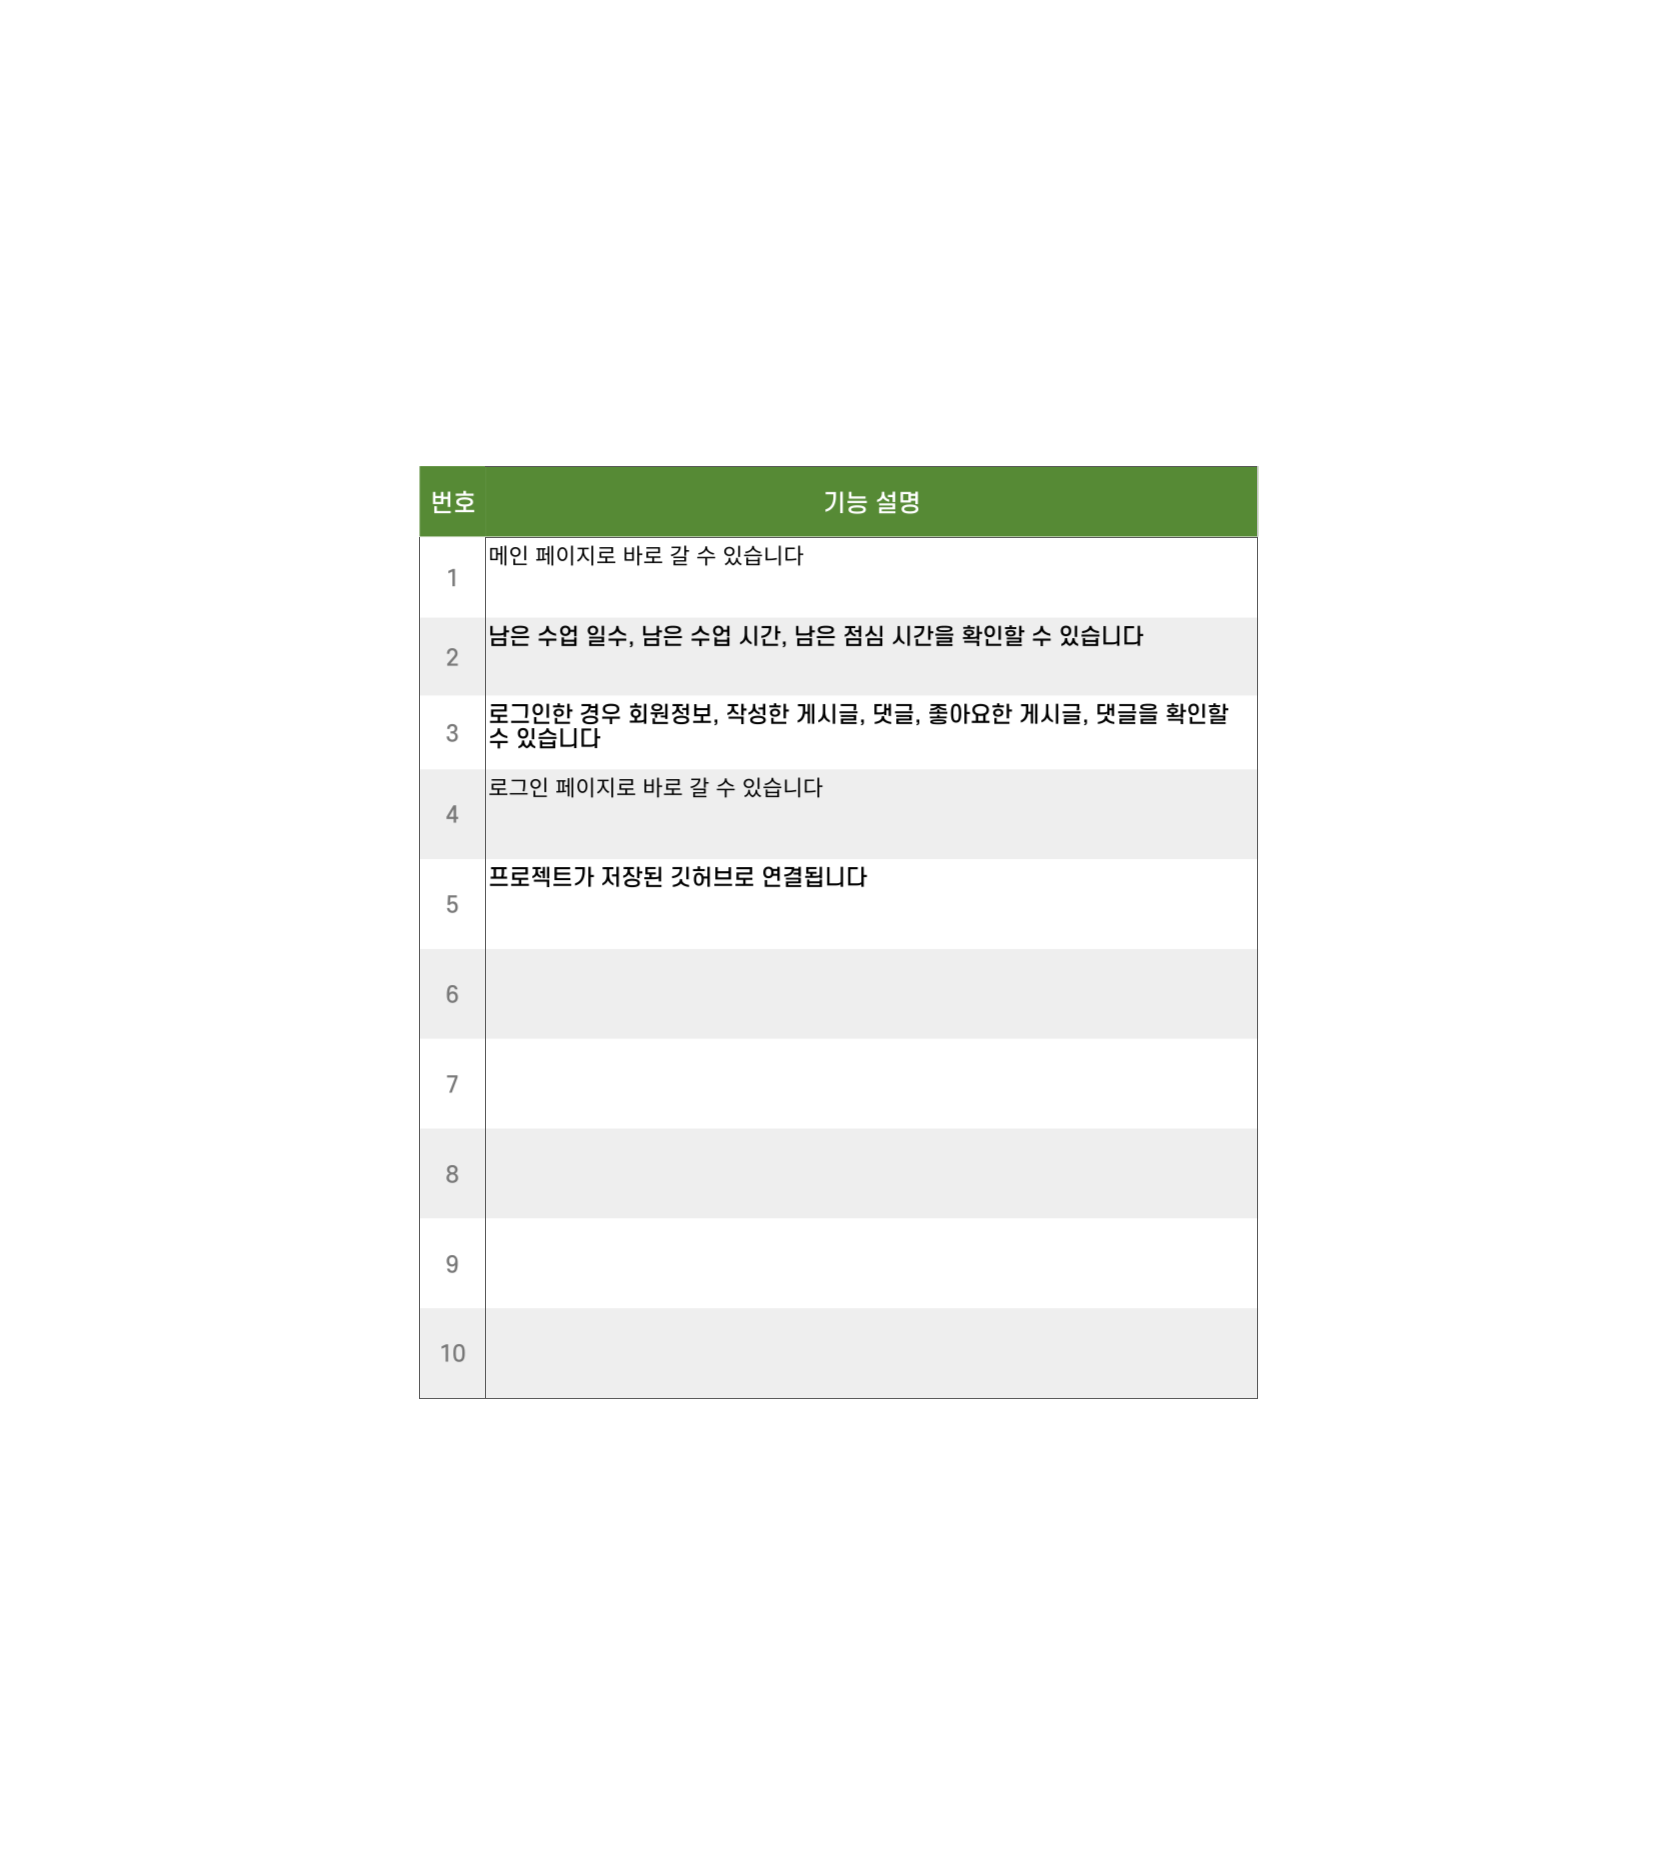 번호 기능 설명
1 메인 페이지로 바로 갈 수 있습니다
2 남은 수업 일수, 남은 수업 시간, 남은 점심 시간을 확인할 수 있습니다
3 로그인한 경우 회원정보, 작성한 게시글, 댓글, 좋아요한 게시글, 댓글을 확인할
수 있습니다
4 로그인 페이지로 바로 갈 수 있습니다
5 프로젝트가 저장된 깃허브로 연결됩니다
6
7
8
9
10